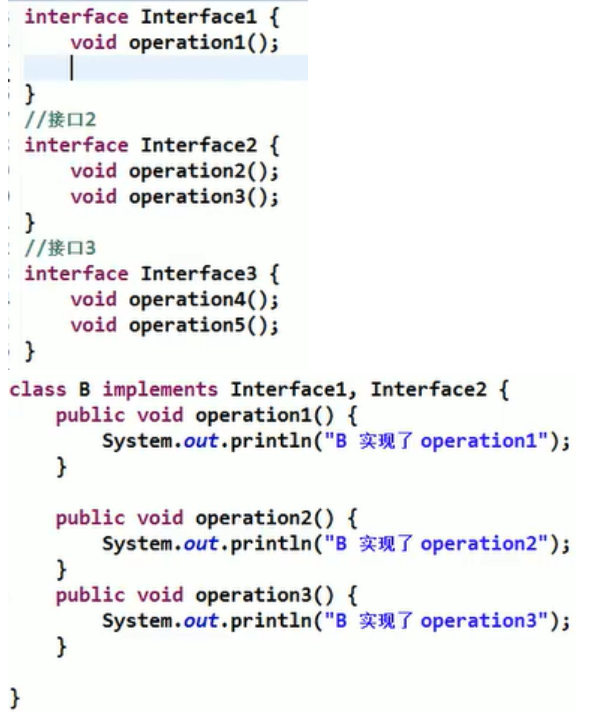 interface Interface1 {
    void operation1();
}
//接口2
interface Interface2 {
    void operation2();
    void operation3();
}
//接口3
interface Interface3 {
    void operation4();
    void operation5();
}
class B implements Interface1, Interface2 {
    public void operation1() {
        System.out.println("B 实现了 operation1");
    }
    public void operation2() {
        System.out.println("B 实现了 operation2");
    }
    public void operation3() {
        System.out.println("B 实现了 operation3");
    }
}